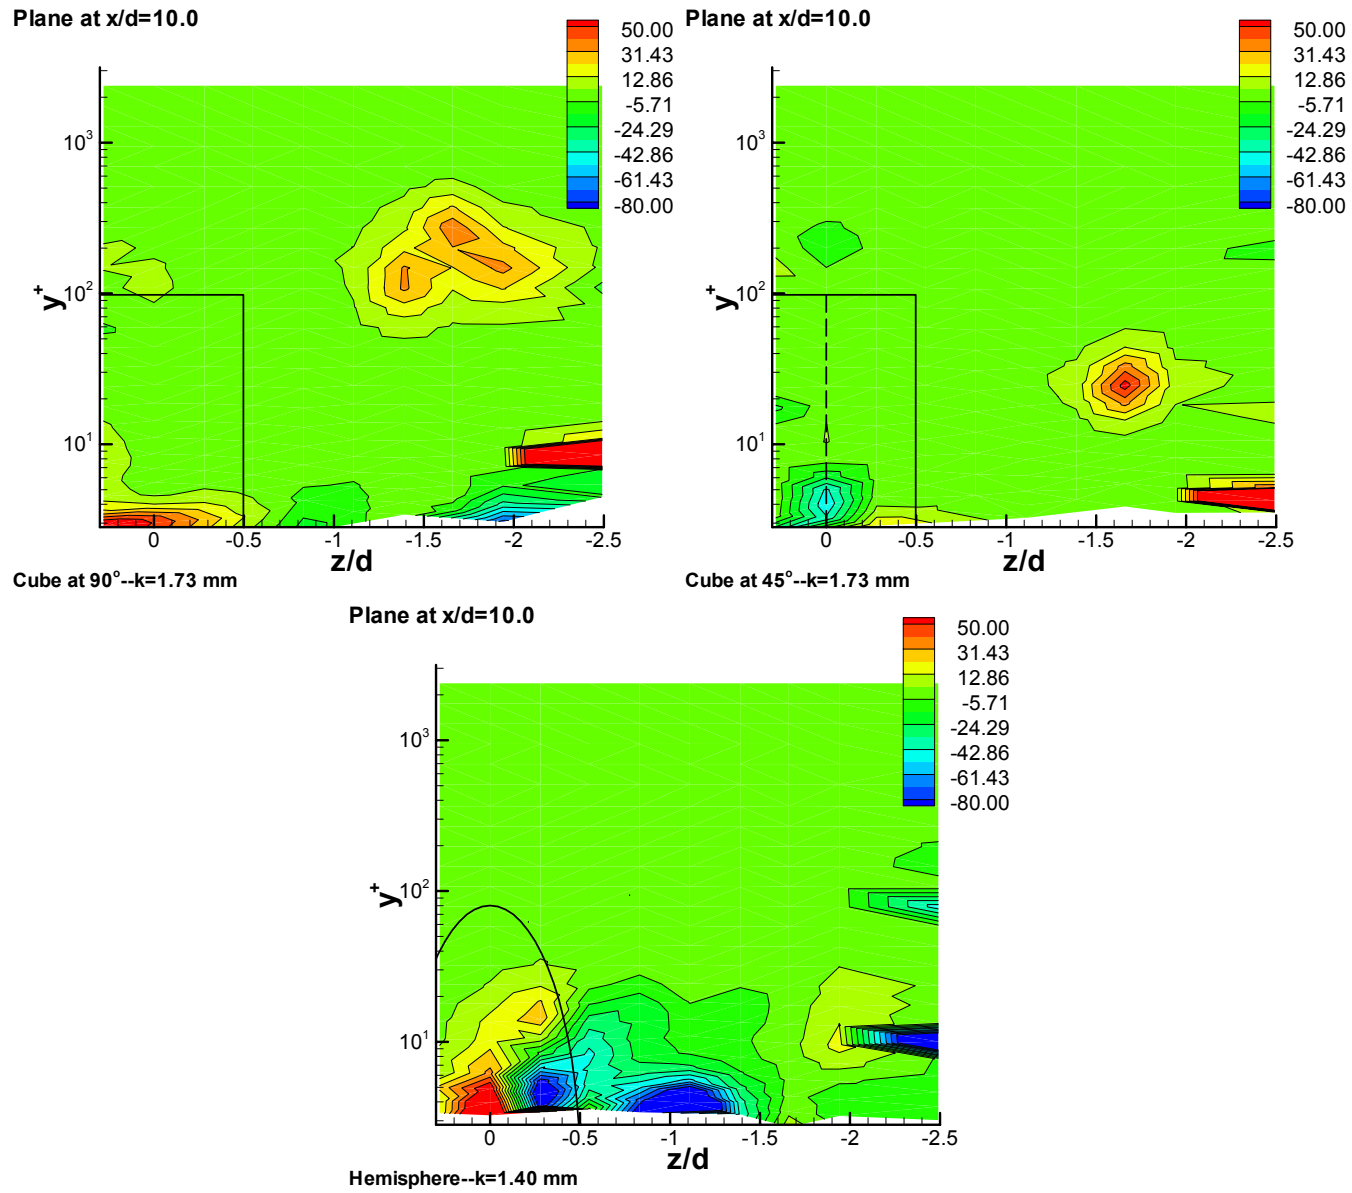 Plane at x/d=10.0
50.00
31.43
12.86
-5.71
-24.29
-42.86
-61.43
-80.00
10³
10²
10¹
y⁺
0 -0.5 -1 -1.5 -2 -2.5
z/d
Cube at 90°--k=1.73 mm
Plane at x/d=10.0
50.00
31.43
12.86
-5.71
-24.29
-42.86
-61.43
-80.00
10³
10²
10¹
y⁺
0 -0.5 -1 -1.5 -2 -2.5
z/d
Cube at 45°--k=1.73 mm
Plane at x/d=10.0
50.00
31.43
12.86
-5.71
-24.29
-42.86
-61.43
-80.00
10³
10²
10¹
y⁺
0 -0.5 -1 -1.5 -2 -2.5
z/d
Hemisphere--k=1.40 mm